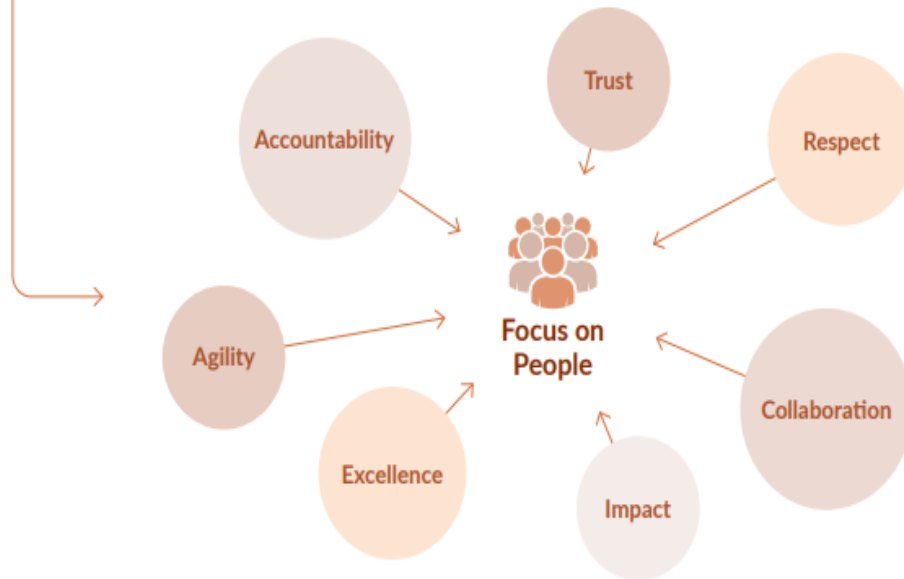 Trust
Accountability
Respect
Focus on
People
Agility
Collaboration
Excellence
Impact